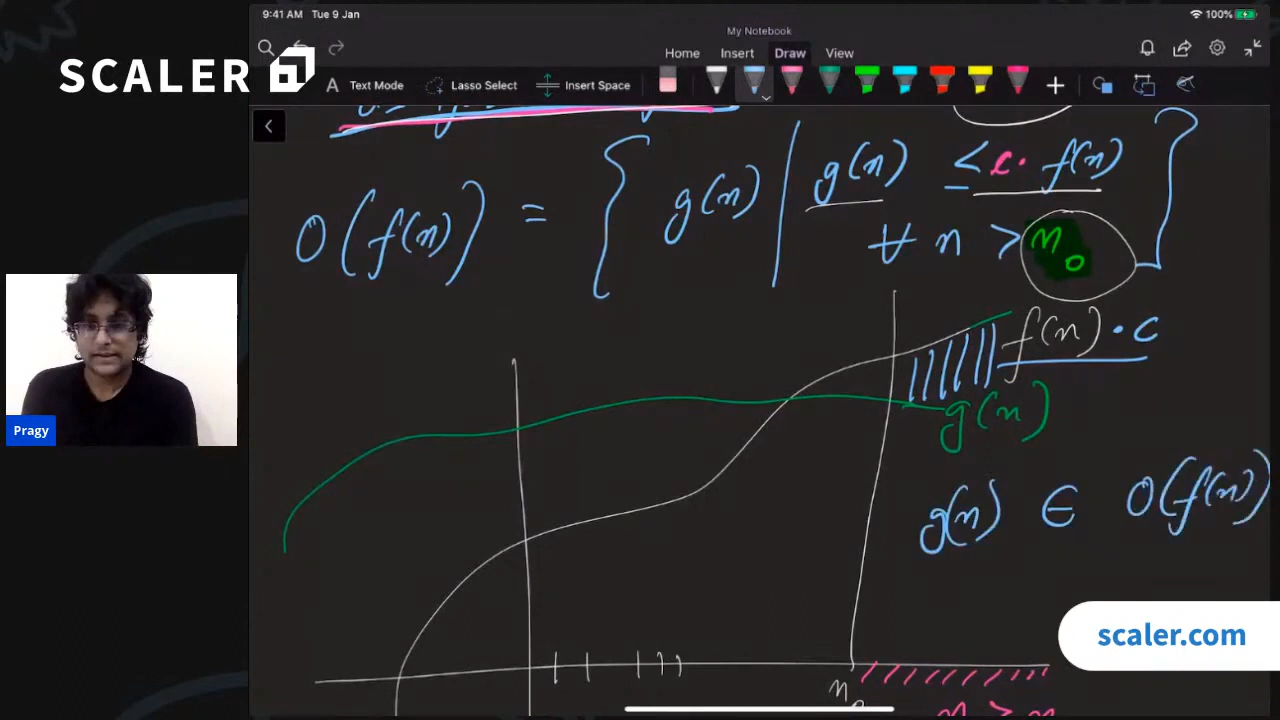 9:41 AM Tue 9 Jan
100%
My Notebook
Home Insert Draw View
SCALER
Text Mode Lasso Select Insert Space
O(f(n)) = { g(n) | g(n) ≤ c. f(n)
∀ n > n₀ }
f(n) · c
g(n)
Pragy
g(n) ∈ O(f(n))
scaler.com
n₀